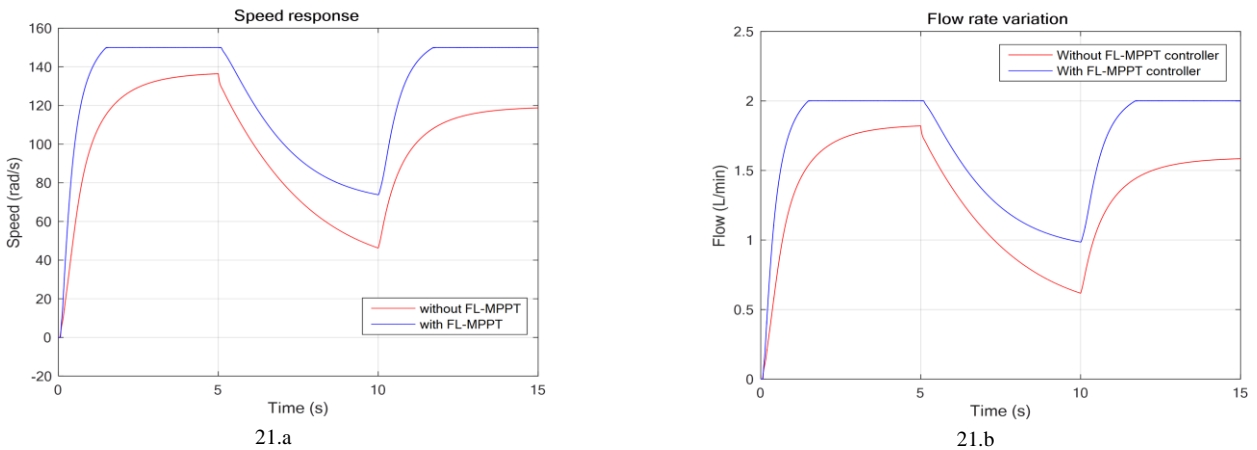 Speed response
160
140
120
100
80
60
40
20
0
-20
Speed (rad/s)
without FL-MPPT
with FL-MPPT
0
5
10
15
Time (s)
21.a
Flow rate variation
2.5
2
1.5
1
0.5
0
Flow (L/min)
Without FL-MPPT controller
With FL-MPPT controller
0
5
10
15
Time (s)
21.b